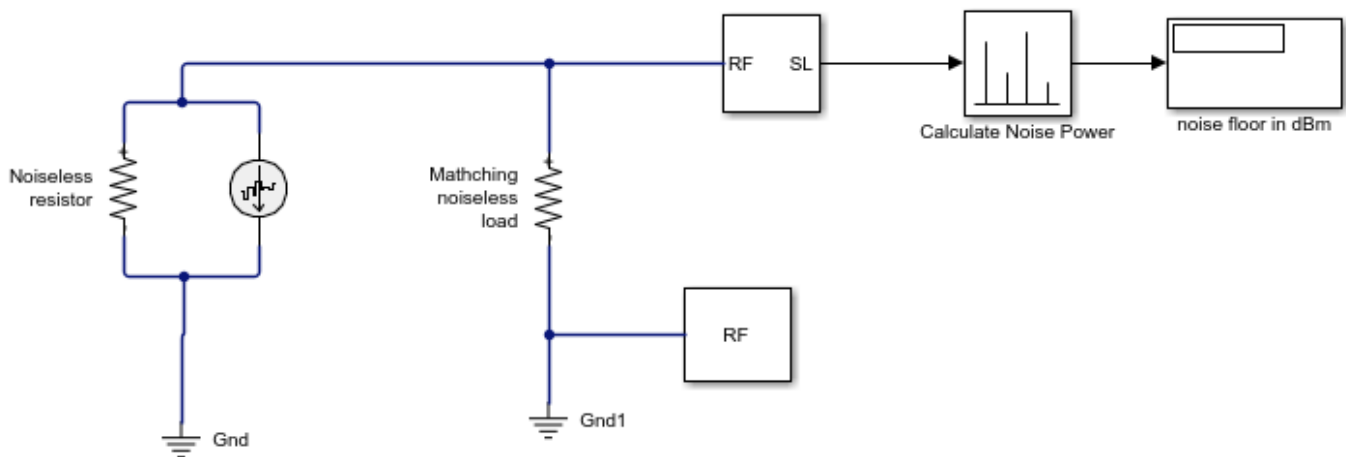 RF
SL
Calculate Noise Power
noise floor in dBm
Noiseless
resistor
Mathching
noiseless
load
RF
Gnd
Gnd1